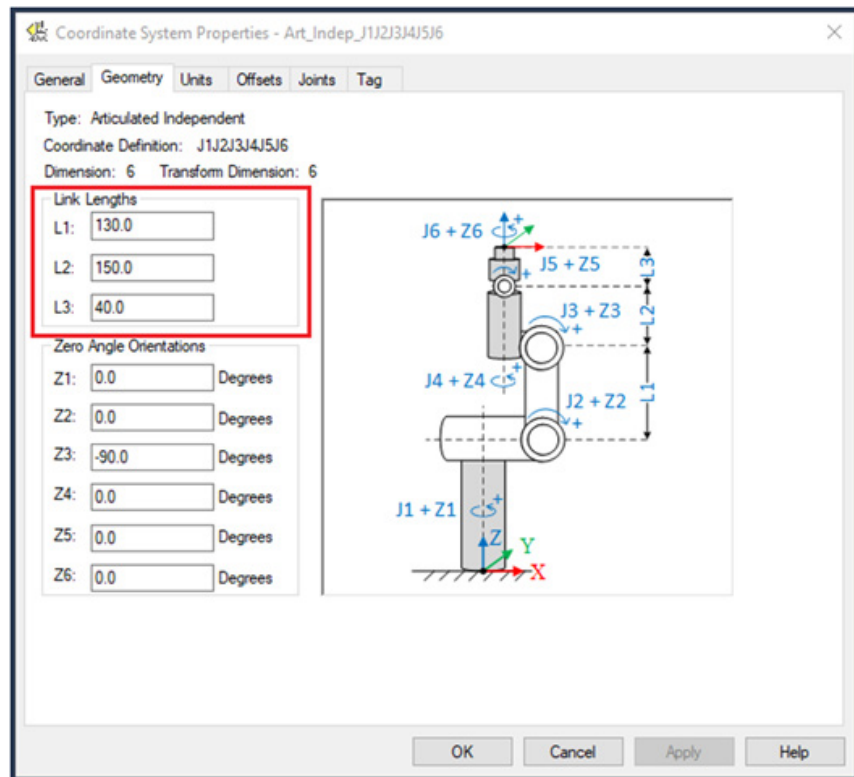 Coordinate System Properties - Art_Indep_J1J2J3J4J5J6
General Geometry Units Offsets Joints Tag
Type: Articulated Independent
Coordinate Definition: J1J2J3J4J5J6
Dimension: 6 Transform Dimension: 6
Link Lengths
L1: 130.0
L2: 150.0
L3: 40.0
Zero Angle Orientations
Z1: 0.0 Degrees
Z2: 0.0 Degrees
Z3: -90.0 Degrees
Z4: 0.0 Degrees
Z5: 0.0 Degrees
Z6: 0.0 Degrees
J6 + Z6 +
J5 + Z5
+
L3
J3 + Z3
+
L2
J4 + Z4 +
J2 + Z2
+
L1
J1 + Z1 +
Z
Y
X
OK Cancel Apply Help